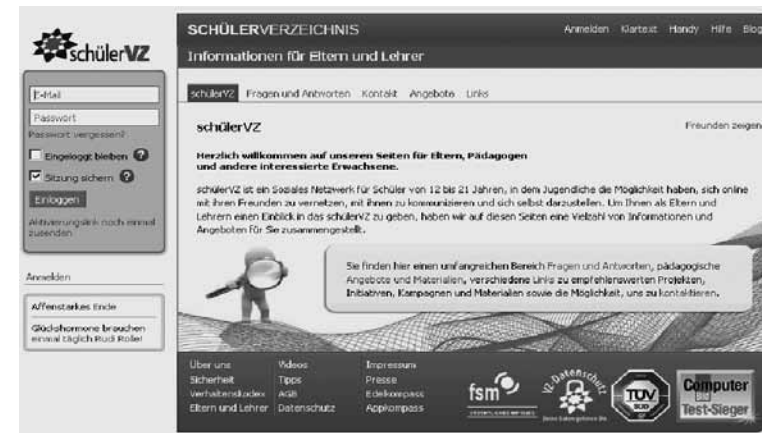 schülerVZ
SCHÜLERVERZEICHNIS
Anmelden Klartext Handy Hilfe Blog
Informationen für Eltern und Lehrer
E-Mail
Passwort
Passwort vergessen?
Eingeloggt bleiben ?
Sitzung sichern ?
Einloggen
Aktivierungslink noch einmal
zusenden
Anmelden
Affenstarkes Ende
Glückshormone brauchen
einmal täglich Rudi Rolle!
schülerVZ Fragen und Antworten Kontakt Angebote Links
schülerVZ
Freunden zeigen
Herzlich willkommen auf unseren Seiten für Eltern, Pädagogen
und andere interessierte Erwachsene.
schülerVZ ist ein Soziales Netzwerk für Schüler von 12 bis 21 Jahren, in dem Jugendliche die Möglichkeit haben, sich online
mit ihren Freunden zu vernetzen, mit ihnen zu kommunizieren und sich selbst darzustellen. Um Ihnen als Eltern und
Lehrern einen Einblick in das schülerVZ zu geben, haben wir auf diesen Seiten eine Vielzahl von Informationen und
Angeboten für Sie zusammengestellt.
Sie finden hier einen umfangreichen Bereich Fragen und Antworten, pädagogische
Angebote und Materialien, verschiedene Links zu empfehlenswerten Projekten,
Initiativen, Kampagnen und Materialien sowie die Möglichkeit, uns zu kontaktieren.
Über uns Videos Impressum
Sicherheit Tipps Presse
Verhaltenskodex AGB Edelkompass
Eltern und Lehrer Datenschutz Appkompass
fsm
VZ-Datenschutz
TÜV
SÜD
Computer
Bild
Test-Sieger